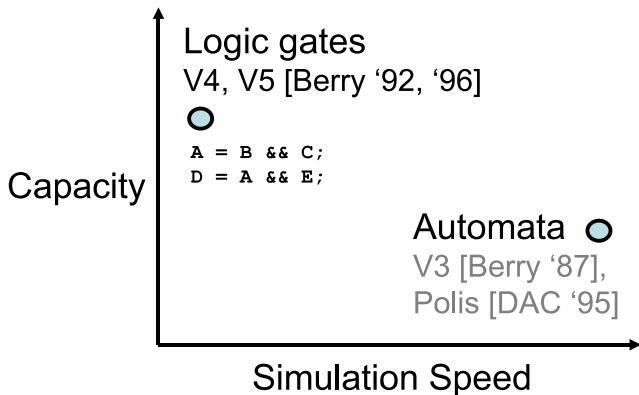 Logic gates
V4, V5 [Berry ‘92, ‘96]
A = B && C;
D = A && E;
Capacity
Automata
V3 [Berry ‘87],
Polis [DAC ‘95]
Simulation Speed